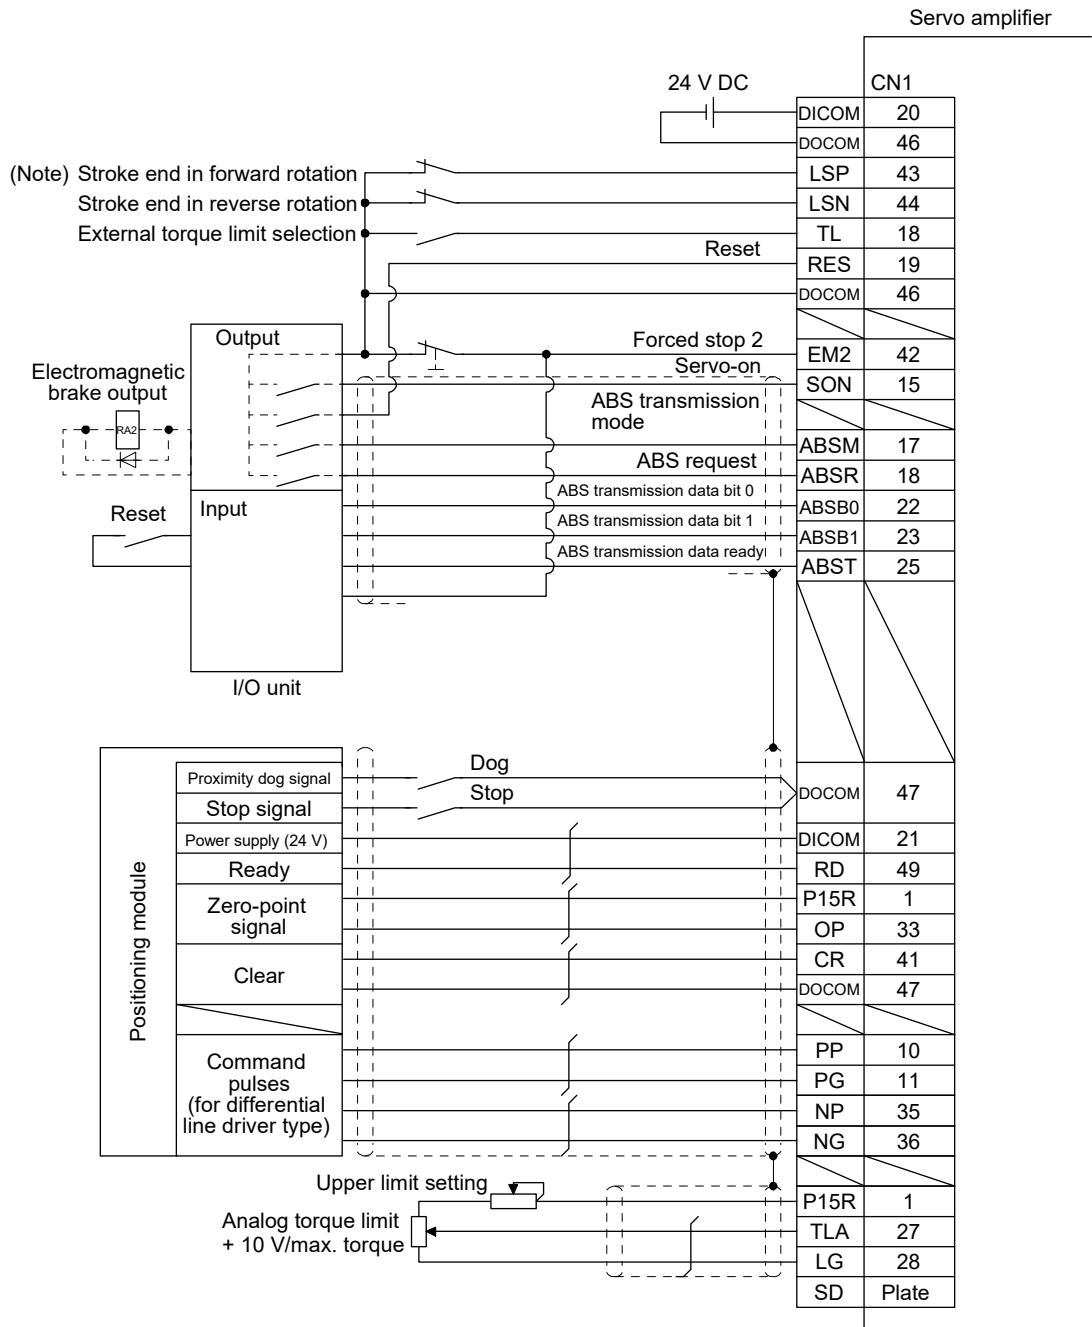 Servo amplifier
24 V DC
CN1
DICOM 20
DOCOM 46
(Note) Stroke end in forward rotation LSP 43
Stroke end in reverse rotation LSN 44
External torque limit selection TL 18
Reset RES 19
DOCOM 46
Output
Forced stop 2 EM2 42
Servo-on SON 15
Electromagnetic
brake output
RA2
ABS transmission
mode
ABSM 17
ABS request ABSR 18
Reset
Input
ABS transmission data bit 0 ABSB0 22
ABS transmission data bit 1 ABSB1 23
ABS transmission data ready ABST 25
I/O unit
Positioning module
Proximity dog signal Dog
Stop signal Stop
DOCOM 47
Power supply (24 V) DICOM 21
Ready RD 49
Zero-point
signal
P15R 1
OP 33
Clear
CR 41
DOCOM 47
Command
pulses
(for differential
line driver type)
PP 10
PG 11
NP 35
NG 36
Upper limit setting P15R 1
Analog torque limit
+ 10 V/max. torque
TLA 27
LG 28
SD Plate